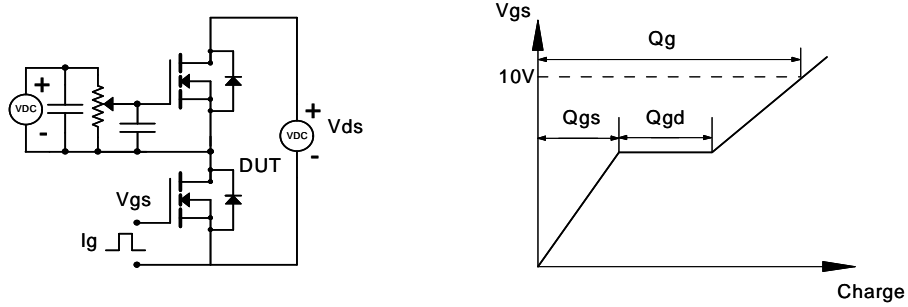 +
VDC
-
+
VDC
-
Vds
DUT
Vgs
Ig
Vgs
Qg
10V
Qgs
Qgd
Charge